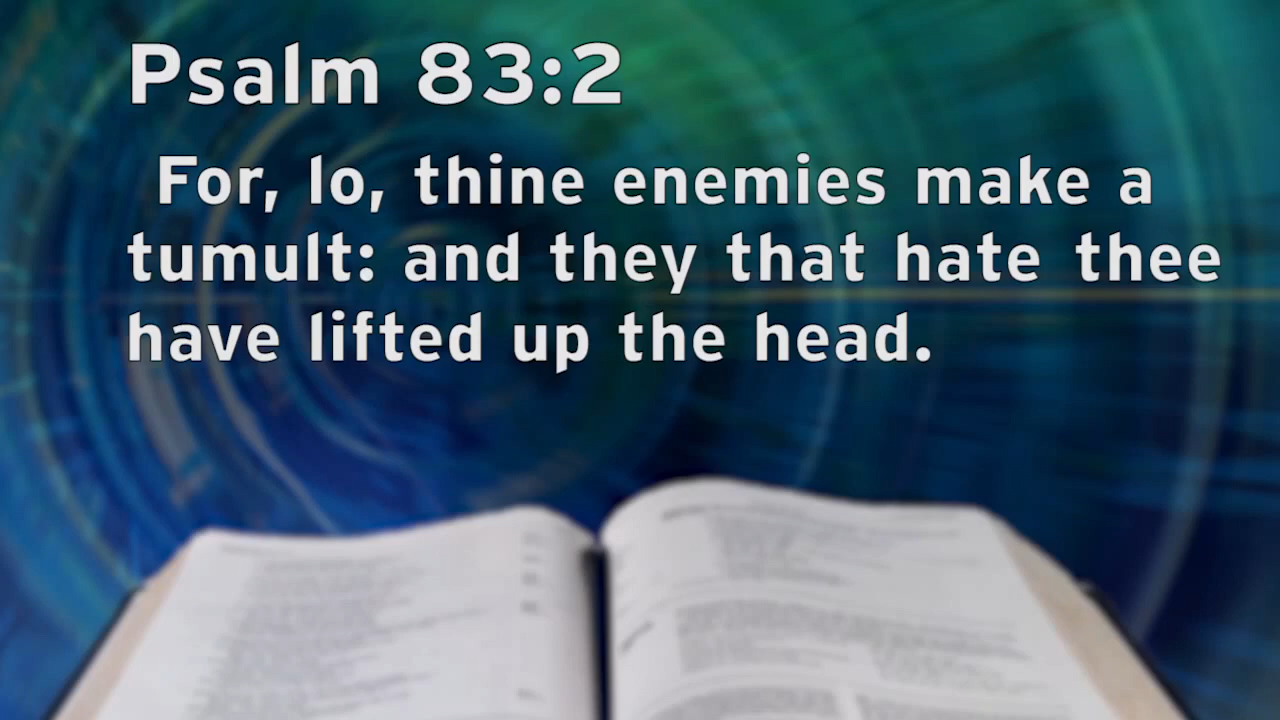 Psalm 83:2
For, lo, thine enemies make a
tumult: and they that hate thee
have lifted up the head.